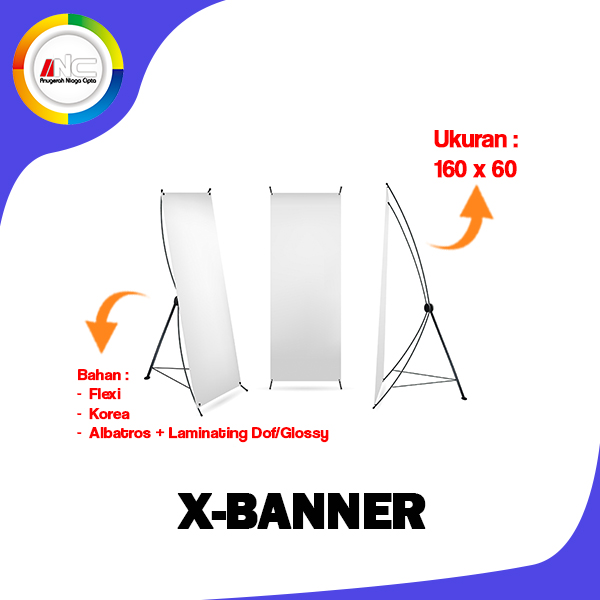 ANC
Anugerah Niaga Cipta
Ukuran :
160 x 60
Bahan :
- Flexi
- Korea
- Albatros + Laminating Dof/Glossy
X-BANNER